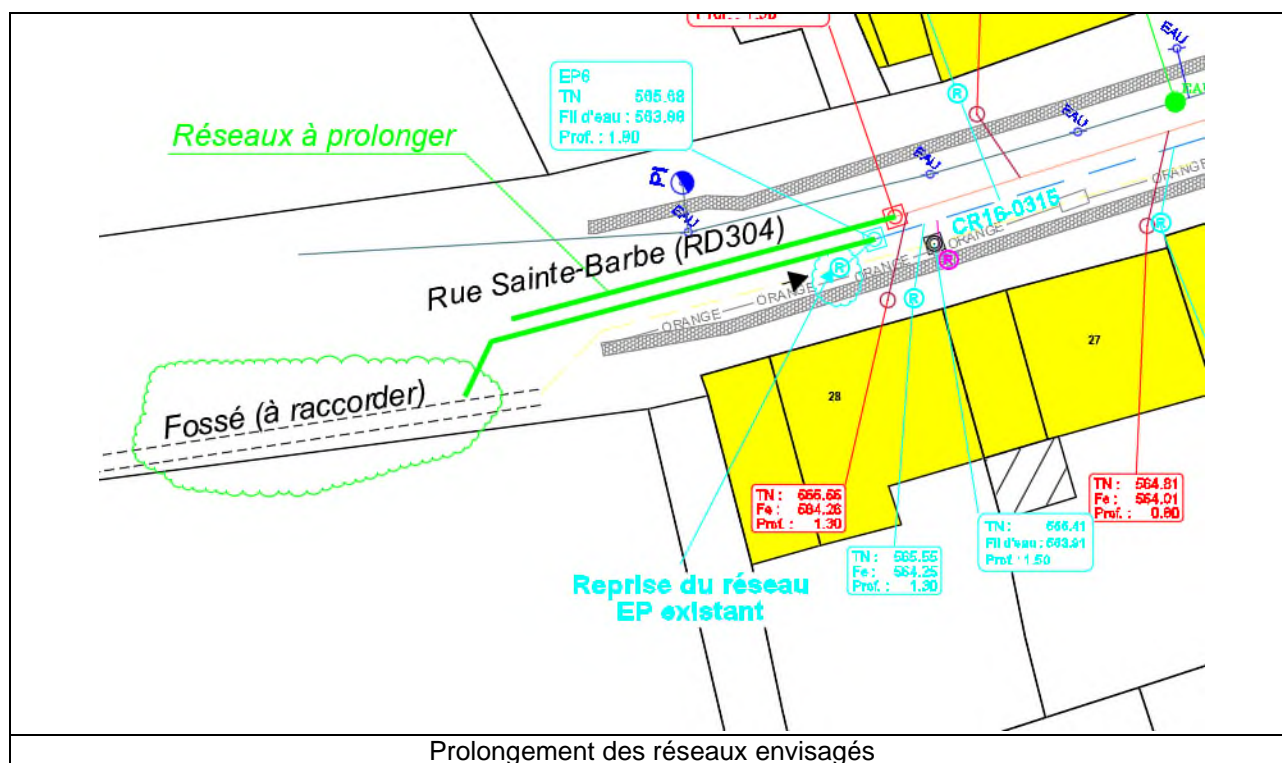 EP6
TN 565.68
Fil d'eau : 563.88
Prof. : 1.80
Réseaux à prolonger
EAU
EAU
EAU
EAU
PI
EAU
Rue Sainte-Barbe (RD304)
CR16-0315
R
R
R
R
R
ORANGE
ORANGE
ORANGE
ORANGE
ORANGE
ORANGE
Fossé (à raccorder)
27
28
TN : 564.81
Fe : 564.01
Prof. : 0.80
TN : 565.56
Fe : 564.26
Prof. : 1.30
TN : 565.41
Fil d'eau : 563.91
Prof. : 1.50
TN : 565.55
Fe : 564.25
Prof. : 1.30
Reprise du réseau
EP existant
Prolongement des réseaux envisagés